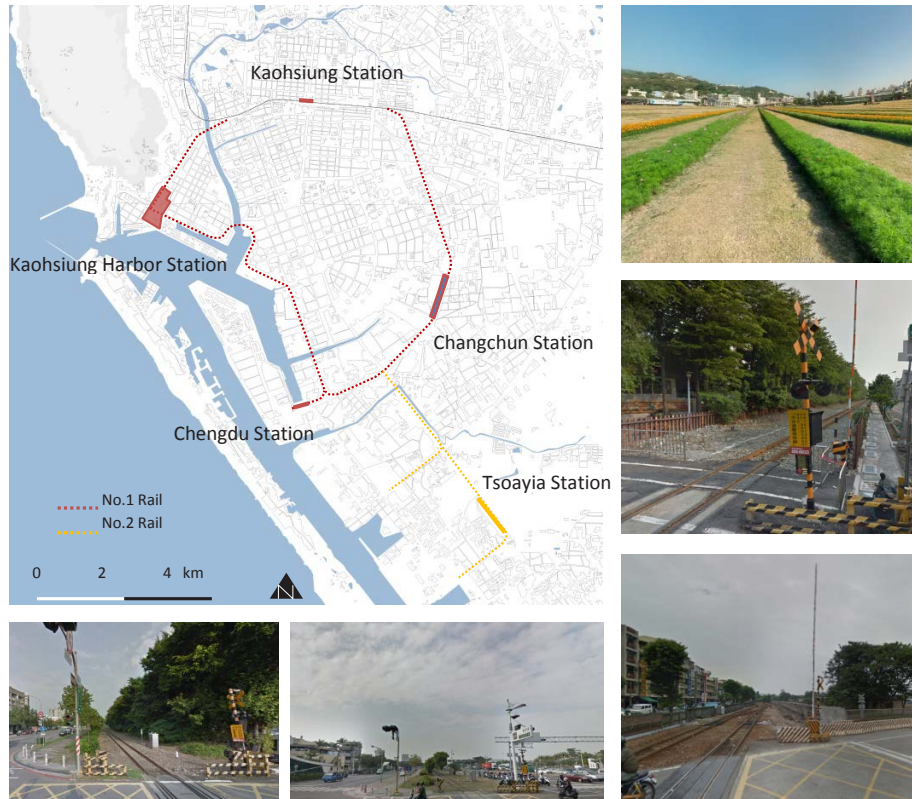 Kaohsiung Station
Kaohsiung Harbor Station
Changchun Station
Chengdu Station
Tsoayia Station
No.1 Rail
No.2 Rail
0 2 4 km
N